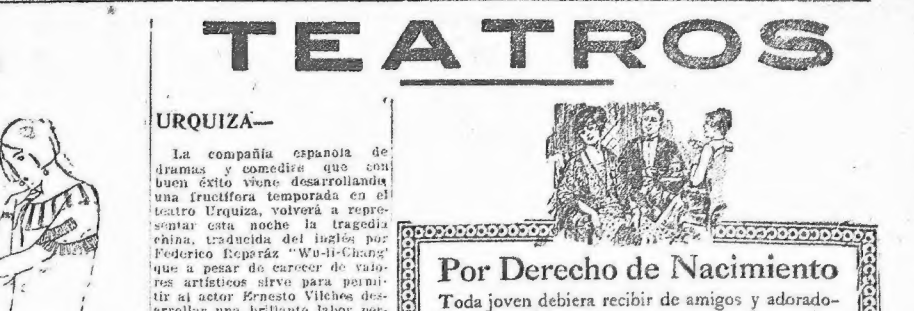 TEATROS
URQUIZA—
La compañía espanola de
dramas y comedias que con
buen éxito viene desarrollando
una fructífera temporada en el
teatro Urquiza, volverá a repre-
sentar esta noche la tragedia
china, traducida del inglés por
Federico Reparáz "Wu-li-Chang"
que a pesar de carecer de valo-
res artísticos sirve para permi-
tir al actor Ernesto Vilches des-
arrollar una brillante labor per-
Por Derecho de Nacimiento
Toda joven debiera recibir de amigos y adorado-